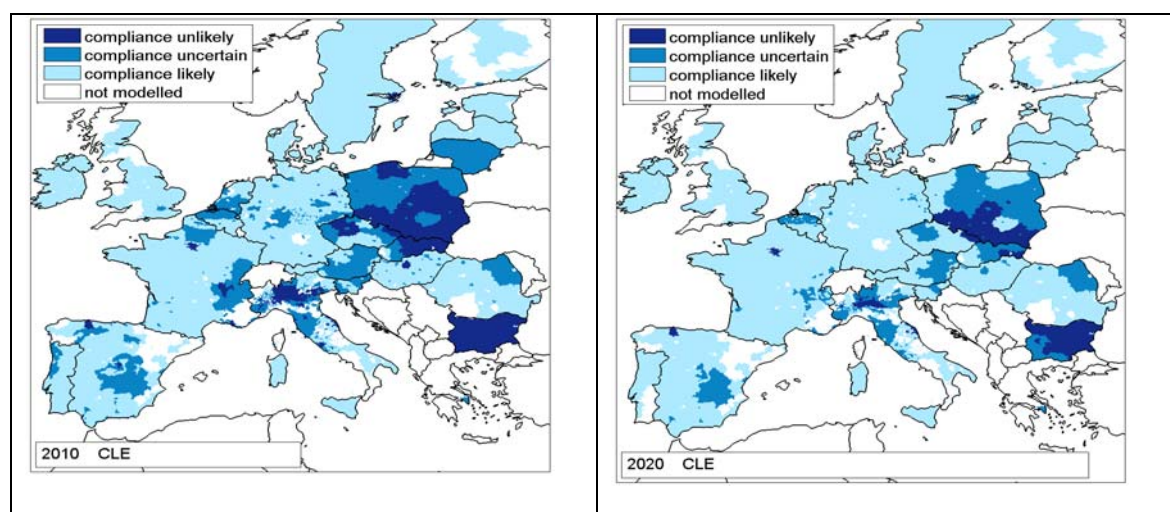 compliance unlikely
compliance uncertain
compliance likely
not modelled
2010 CLE
compliance unlikely
compliance uncertain
compliance likely
not modelled
2020 CLE